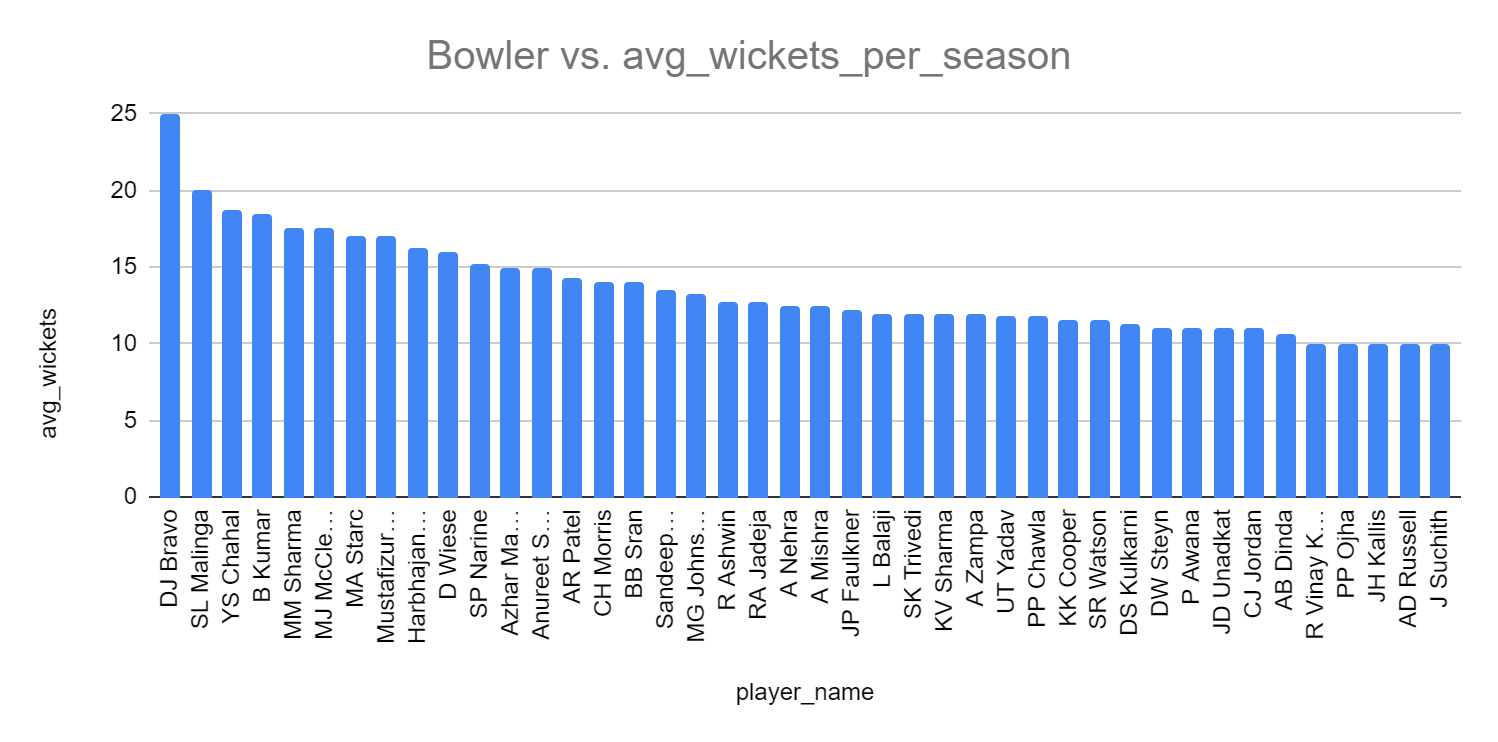 Bowler vs. avg_wickets_per_season
avg_wickets
25
20
15
10
5
0
DJ Bravo
SL Malinga
YS Chahal
B Kumar
MM Sharma
MJ McCle…
MA Starc
Mustafizur…
Harbhajan…
D Wiese
SP Narine
Azhar Ma…
Anureet S…
AR Patel
CH Morris
BB Sran
Sandeep…
MG Johns…
R Ashwin
RA Jadeja
A Nehra
A Mishra
JP Faulkner
L Balaji
SK Trivedi
KV Sharma
A Zampa
UT Yadav
PP Chawla
KK Cooper
SR Watson
DS Kulkarni
DW Steyn
P Awana
JD Unadkat
CJ Jordan
AB Dinda
R Vinay K…
PP Ojha
JH Kallis
AD Russell
J Suchith
player_name